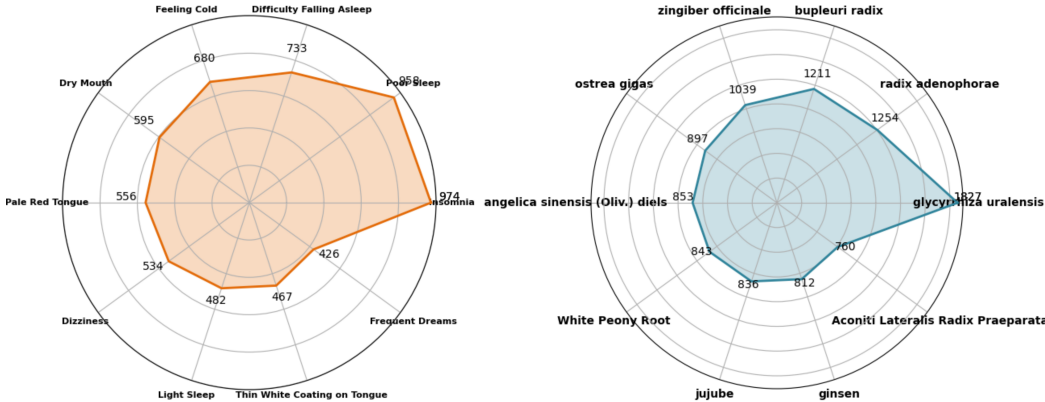 Feeling Cold
Difficulty Falling Asleep
733
680
Dry Mouth
958
Poor Sleep
595
Pale Red Tongue
556
974
Insomnia
534
426
482
467
Dizziness
Frequent Dreams
Light Sleep
Thin White Coating on Tongue
zingiber officinale
bupleuri radix
1211
1039
ostrea gigas
radix adenophorae
1254
897
angelica sinensis (Oliv.) diels
853
1827
glycyrrhiza uralensis
843
760
836
812
White Peony Root
Aconiti Lateralis Radix Praeparata
jujube
ginsen